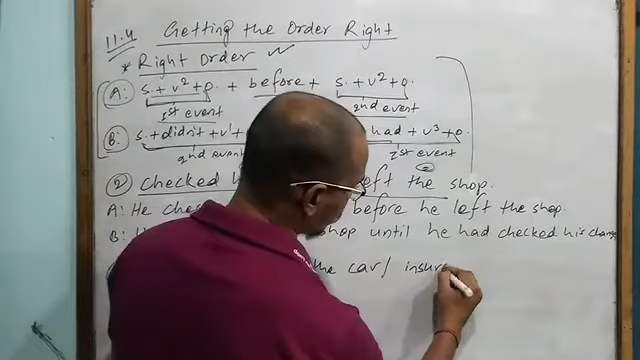 11.4 Getting the Order Right
* Right Order ✓
A: S + v² + o. + before + S + v² + o.
1st event 2nd event
B: S + didn't + v¹ + had + v³ + o.
2nd event 1st event
② checked left the shop.
A: He before he left the shop.
B: shop until he had checked his change
the car/